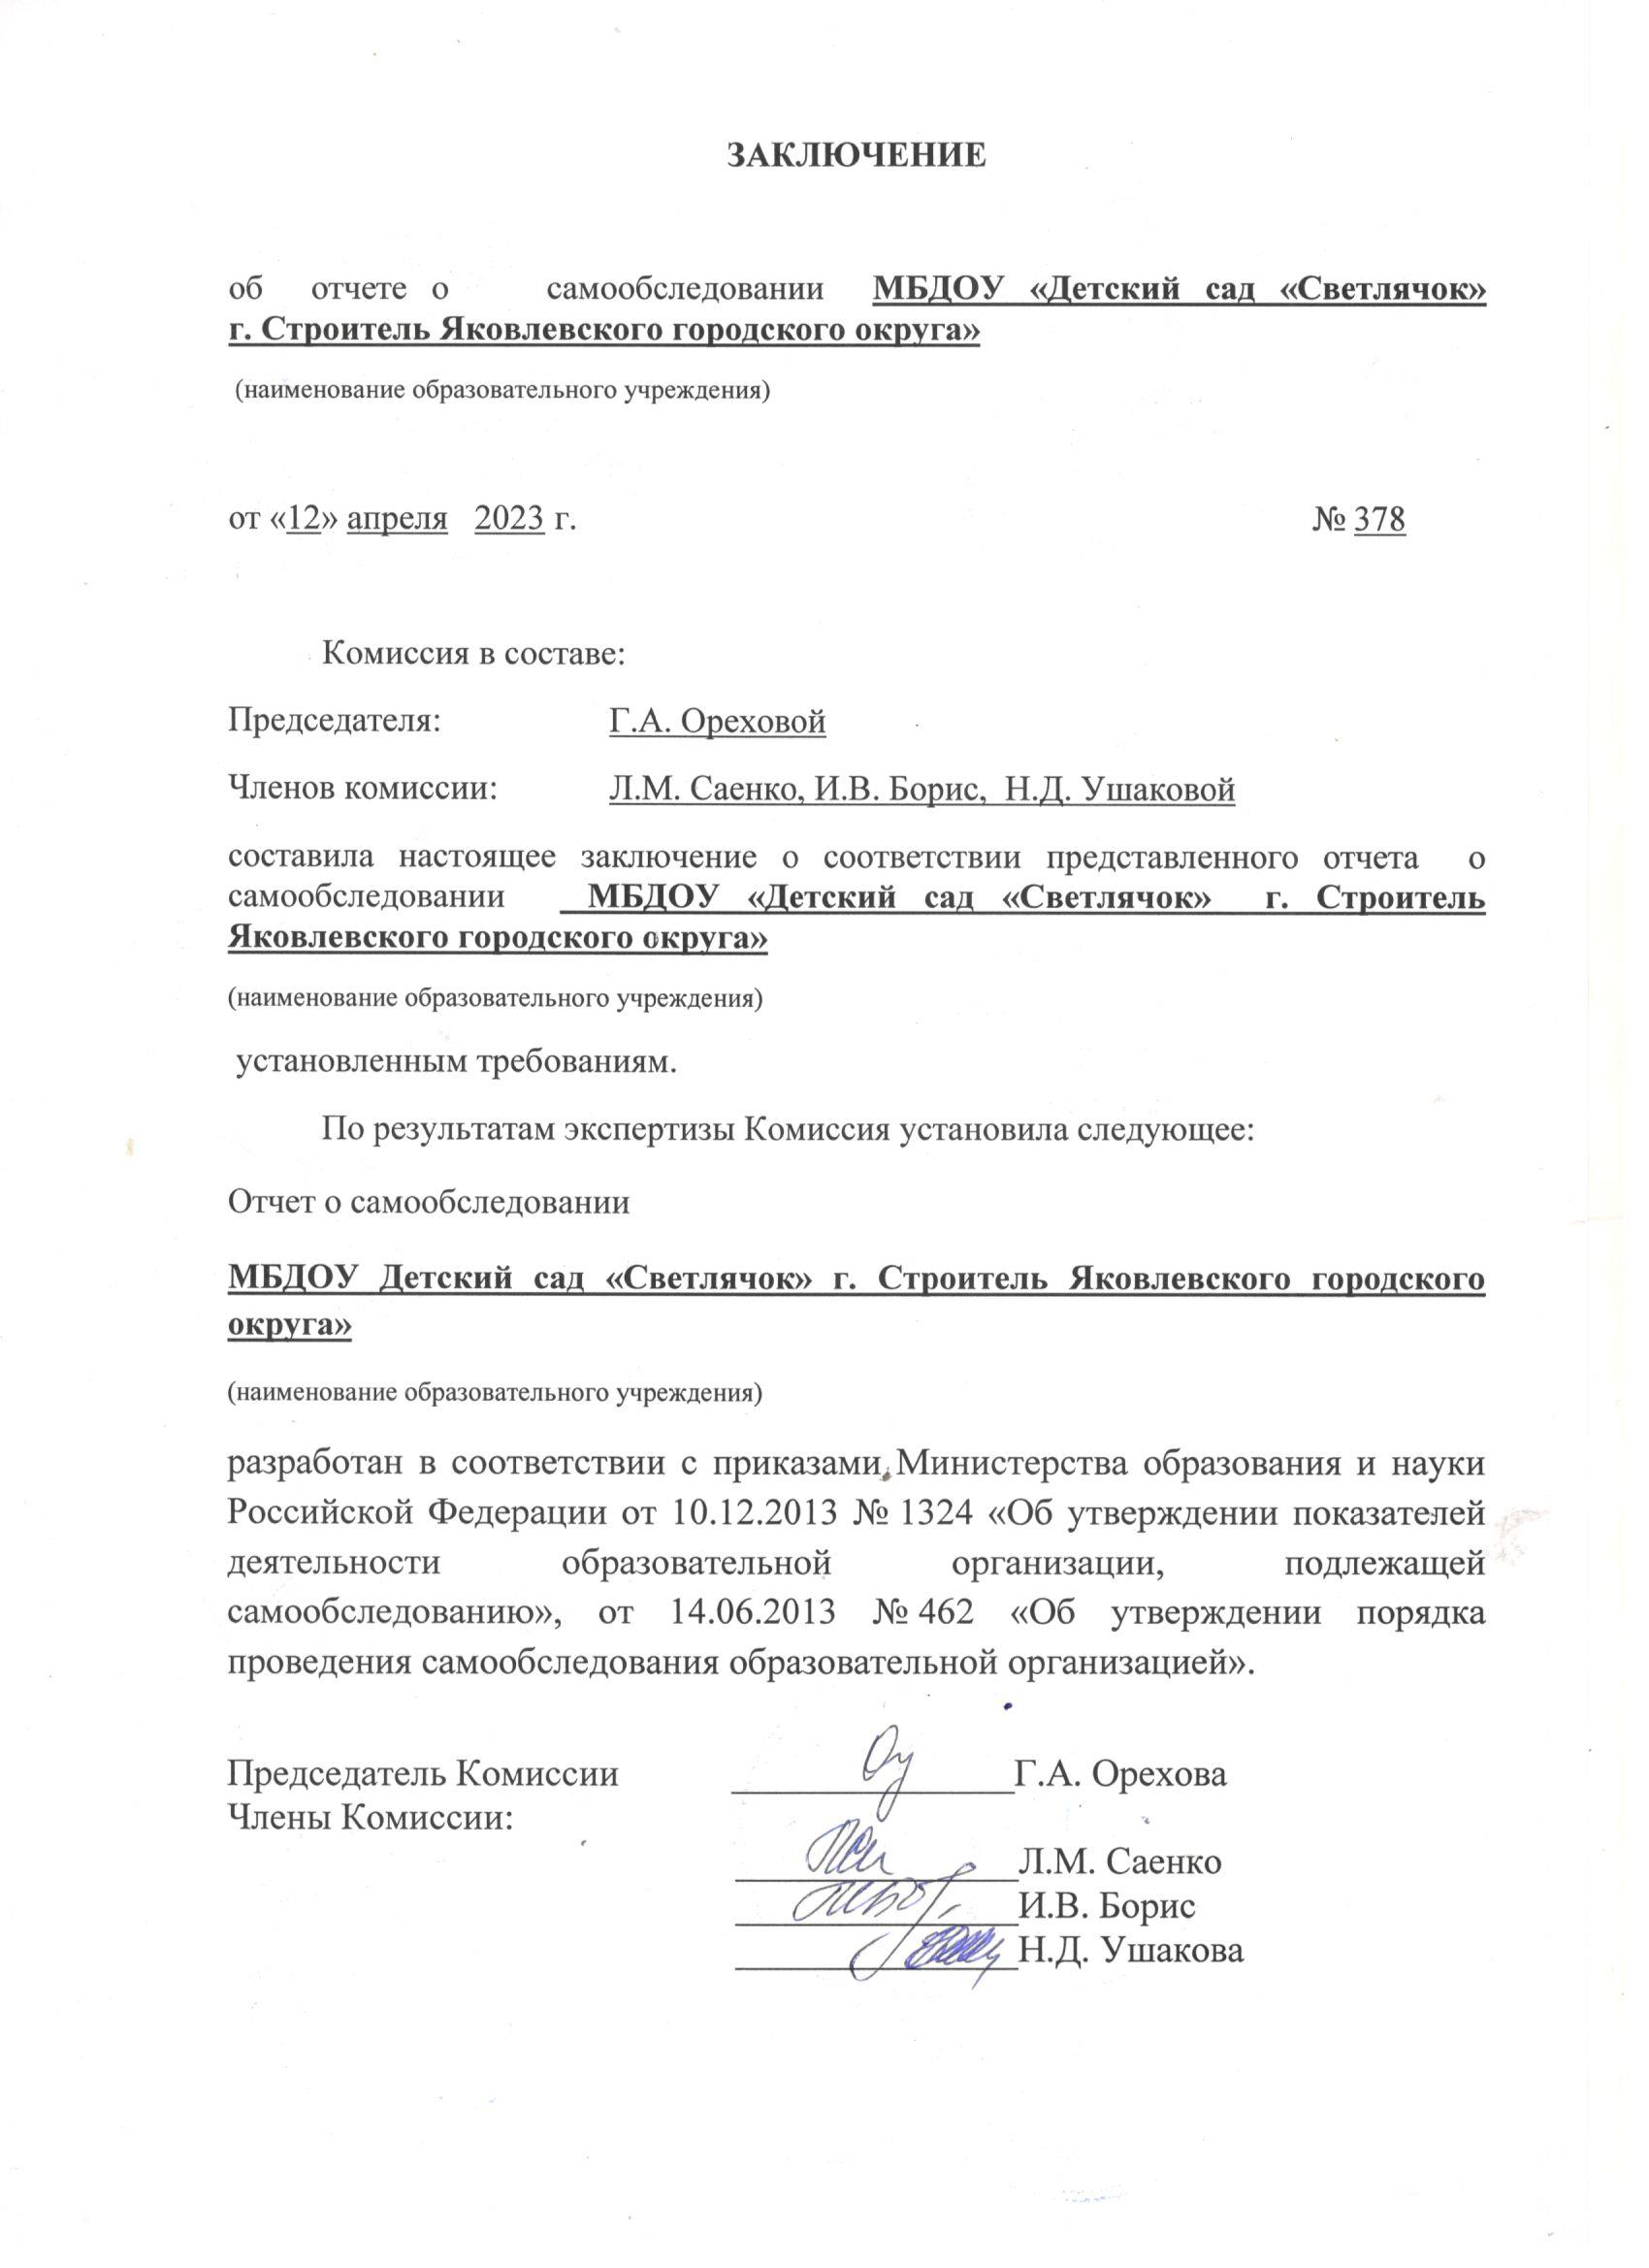 ЗАКЛЮЧЕНИЕ
об отчете о самообследовании МБДОУ «Детский сад «Светлячок»
г. Строитель Яковлевского городского округа»
(наименование образовательного учреждения)
от «12» апреля 2023 г. № 378
Комиссия в составе:
Председателя: Г.А. Ореховой
Членов комиссии: Л.М. Саенко, И.В. Борис, Н.Д. Ушаковой
составила настоящее заключение о соответствии представленного отчета о
самообследовании МБДОУ «Детский сад «Светлячок» г. Строитель
Яковлевского городского округа»
(наименование образовательного учреждения)
установленным требованиям.
По результатам экспертизы Комиссия установила следующее:
Отчет о самообследовании
МБДОУ Детский сад «Светлячок» г. Строитель Яковлевского городского
округа»
(наименование образовательного учреждения)
разработан в соответствии с приказами Министерства образования и науки
Российской Федерации от 10.12.2013 № 1324 «Об утверждении показателей
деятельности образовательной организации, подлежащей
самообследованию», от 14.06.2013 № 462 «Об утверждении порядка
проведения самообследования образовательной организацией».
Председатель Комиссии Г.А. Орехова
Члены Комиссии:
Л.М. Саенко
И.В. Борис
Н.Д. Ушакова